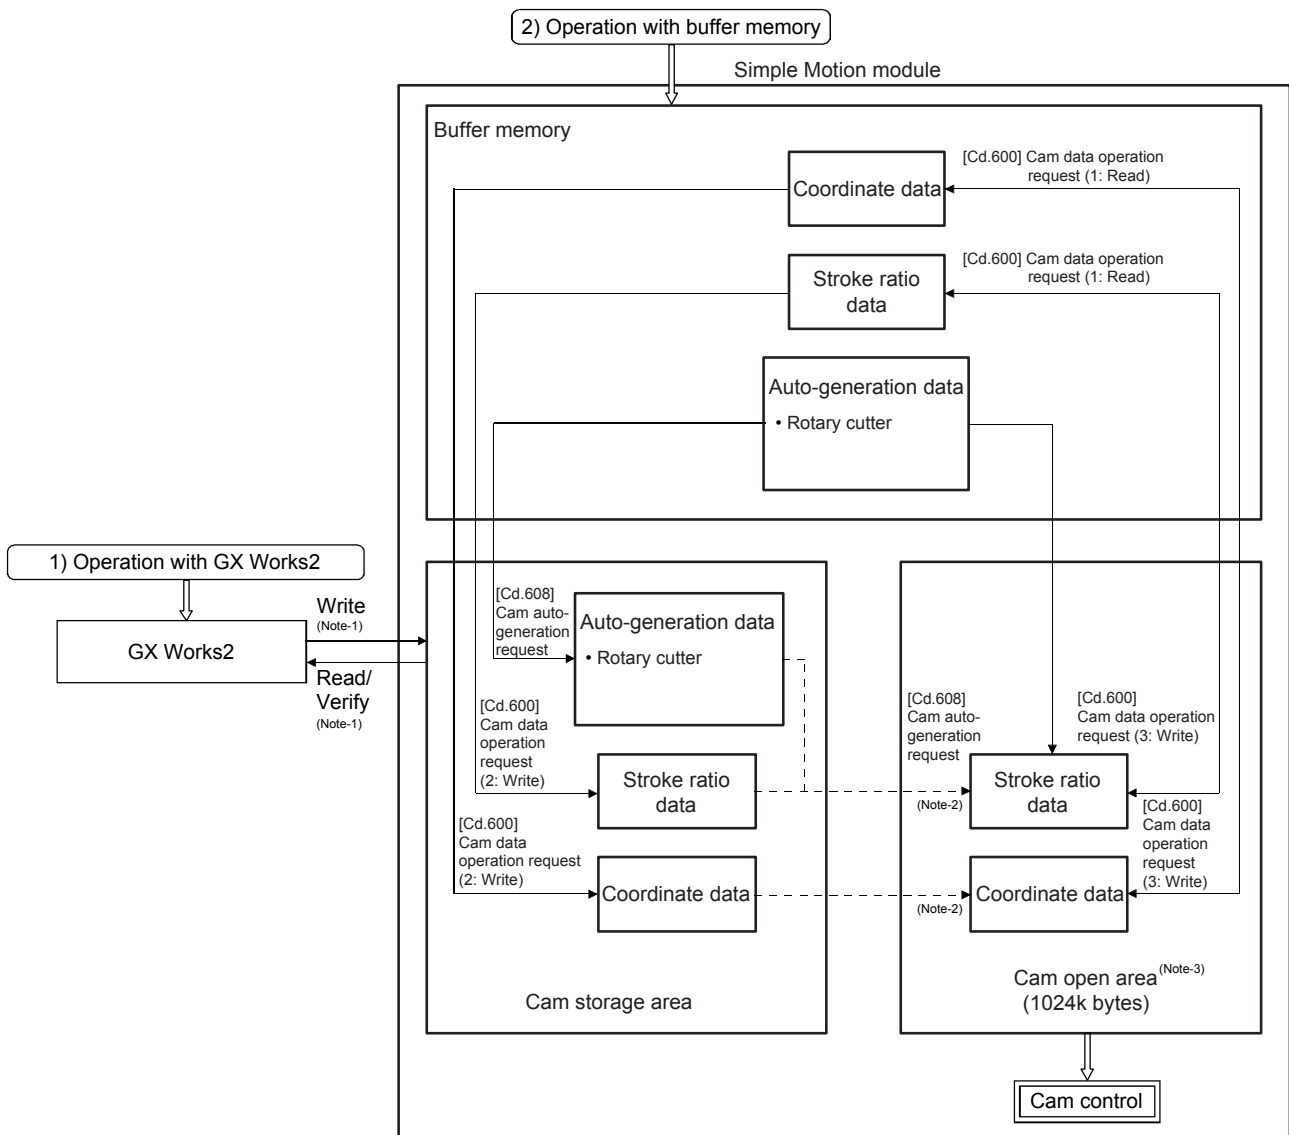 2) Operation with buffer memory
Simple Motion module
Buffer memory
[Cd.600] Cam data operation
request (1: Read)
Coordinate data
[Cd.600] Cam data operation
request (1: Read)
Stroke ratio
data
Auto-generation data
• Rotary cutter
1) Operation with GX Works2
GX Works2
Write
(Note-1)
Read/
Verify
(Note-1)
[Cd.608]
Cam auto-
generation
request
Auto-generation data
• Rotary cutter
[Cd.600]
Cam data
operation
request
(2: Write)
Stroke ratio
data
[Cd.600]
Cam data
operation request
(2: Write)
Coordinate data
Cam storage area
[Cd.608]
Cam auto-
generation
request
[Cd.600]
Cam data operation
request (3: Write)
(Note-2)
Stroke ratio
data
[Cd.600]
Cam data
operation
request
(3: Write)
(Note-2)
Coordinate data
Cam open area (Note-3)
(1024k bytes)
Cam control